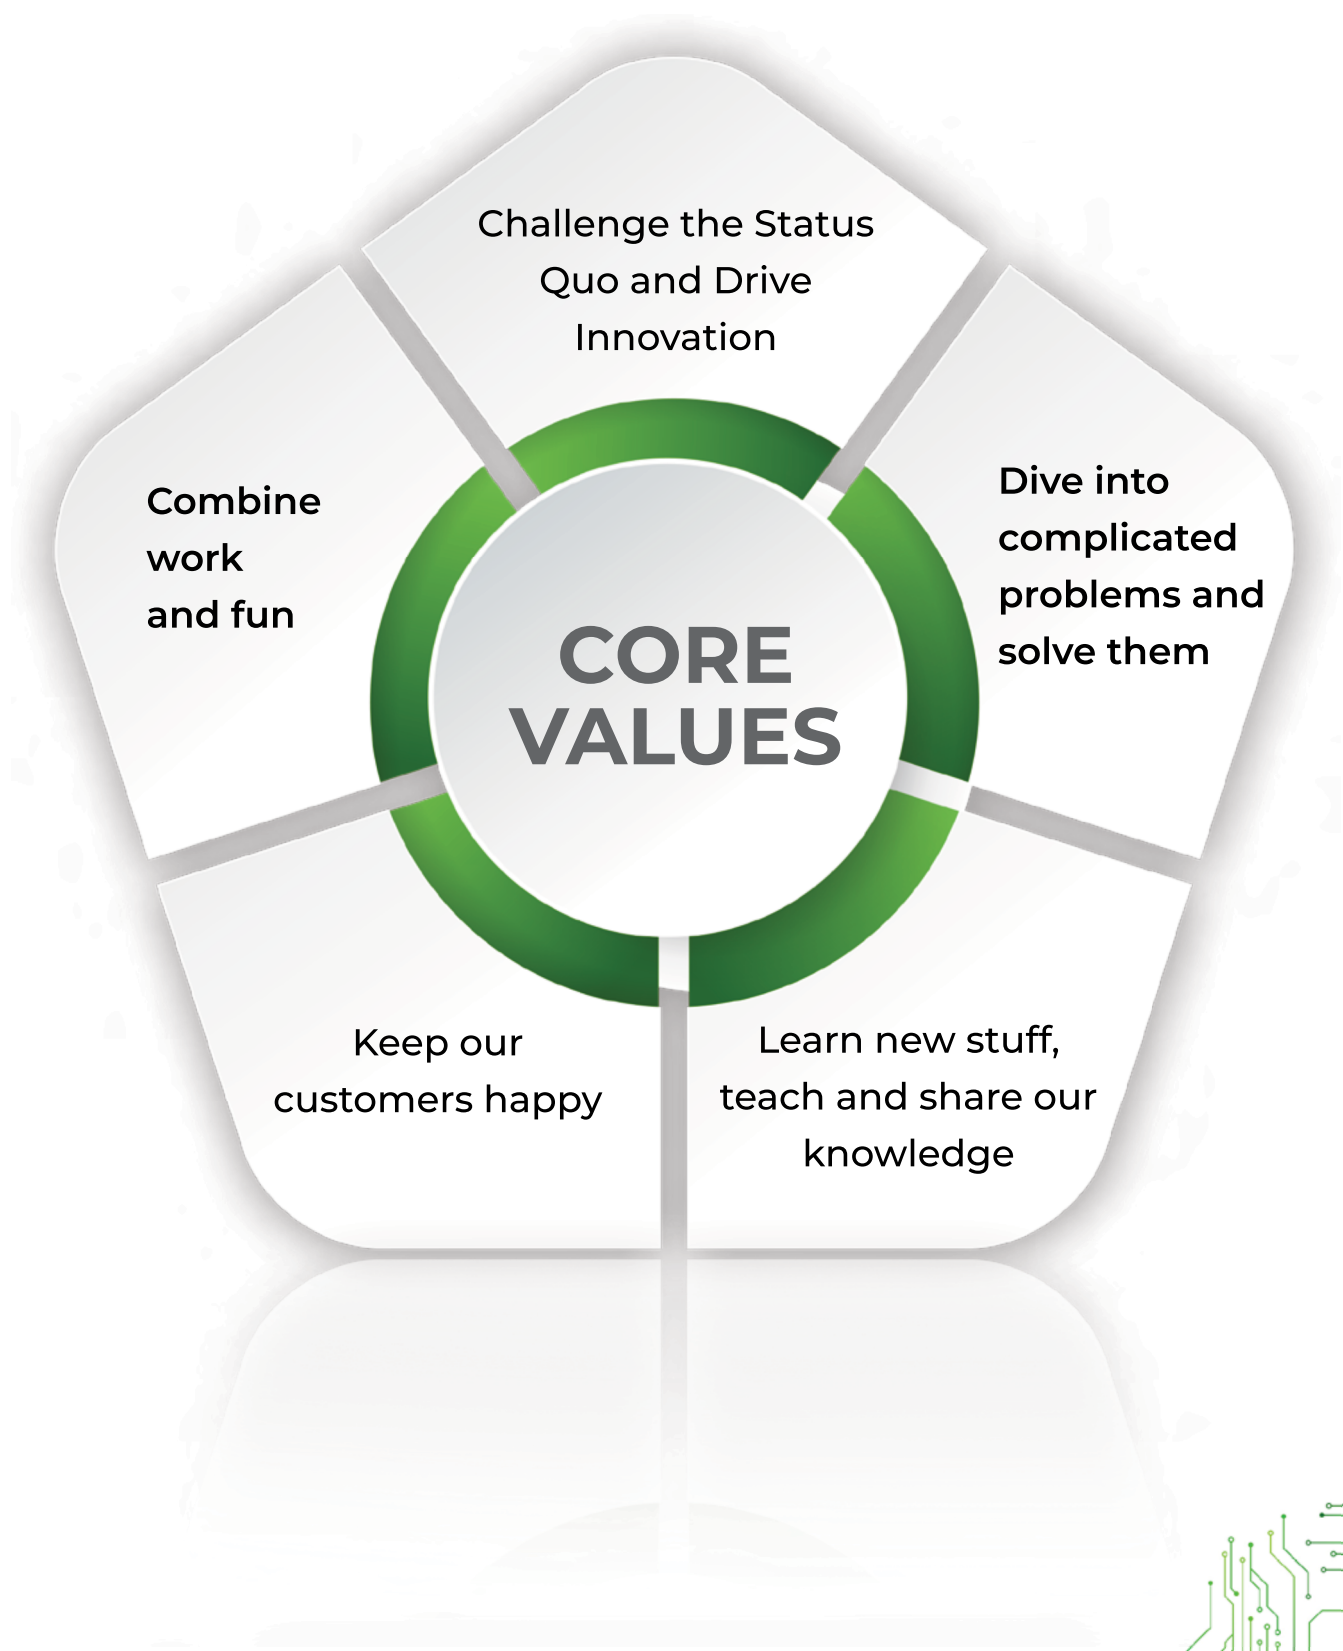 Challenge the Status
Quo and Drive
Innovation
Combine
work
and fun
Dive into
complicated
problems and
solve them
CORE
VALUES
Keep our
customers happy
Learn new stuff,
teach and share our
knowledge